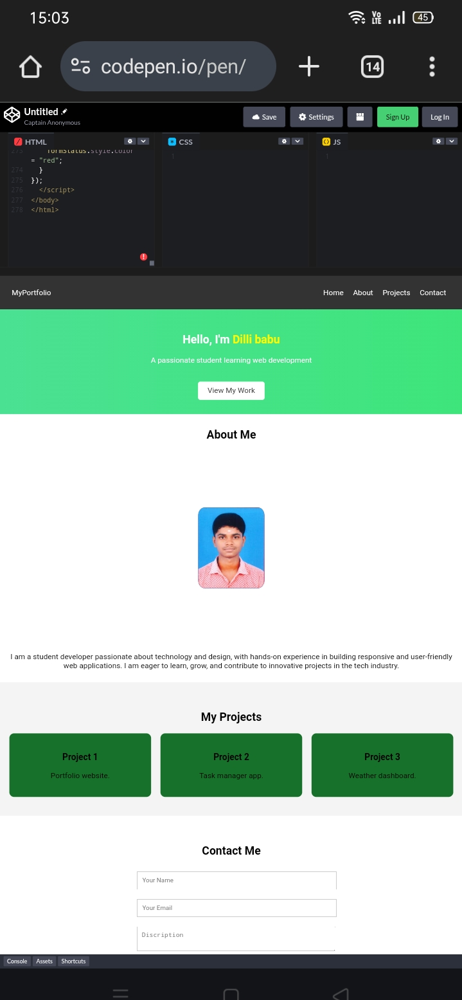 15:03
Vo
LTE
45
codepen.io/pen/
14
Untitled
Captain Anonymous
Save
Settings
Sign Up
Log In
HTML
CSS
JS
273 formStatus.style.color
= "red";
274 }
275 });
276 </script>
277 </body>
278 </html>
1
1
MyPortfolio
Home About Projects Contact
Hello, I'm Dilli babu
A passionate student learning web development
View My Work
About Me
I am a student developer passionate about technology and design, with hands-on experience in building responsive and user-friendly
web applications. I am eager to learn, grow, and contribute to innovative projects in the tech industry.
My Projects
Project 1
Portfolio website.
Project 2
Task manager app.
Project 3
Weather dashboard.
Contact Me
Your Name
Your Email
Discription
Console Assets Shortcuts